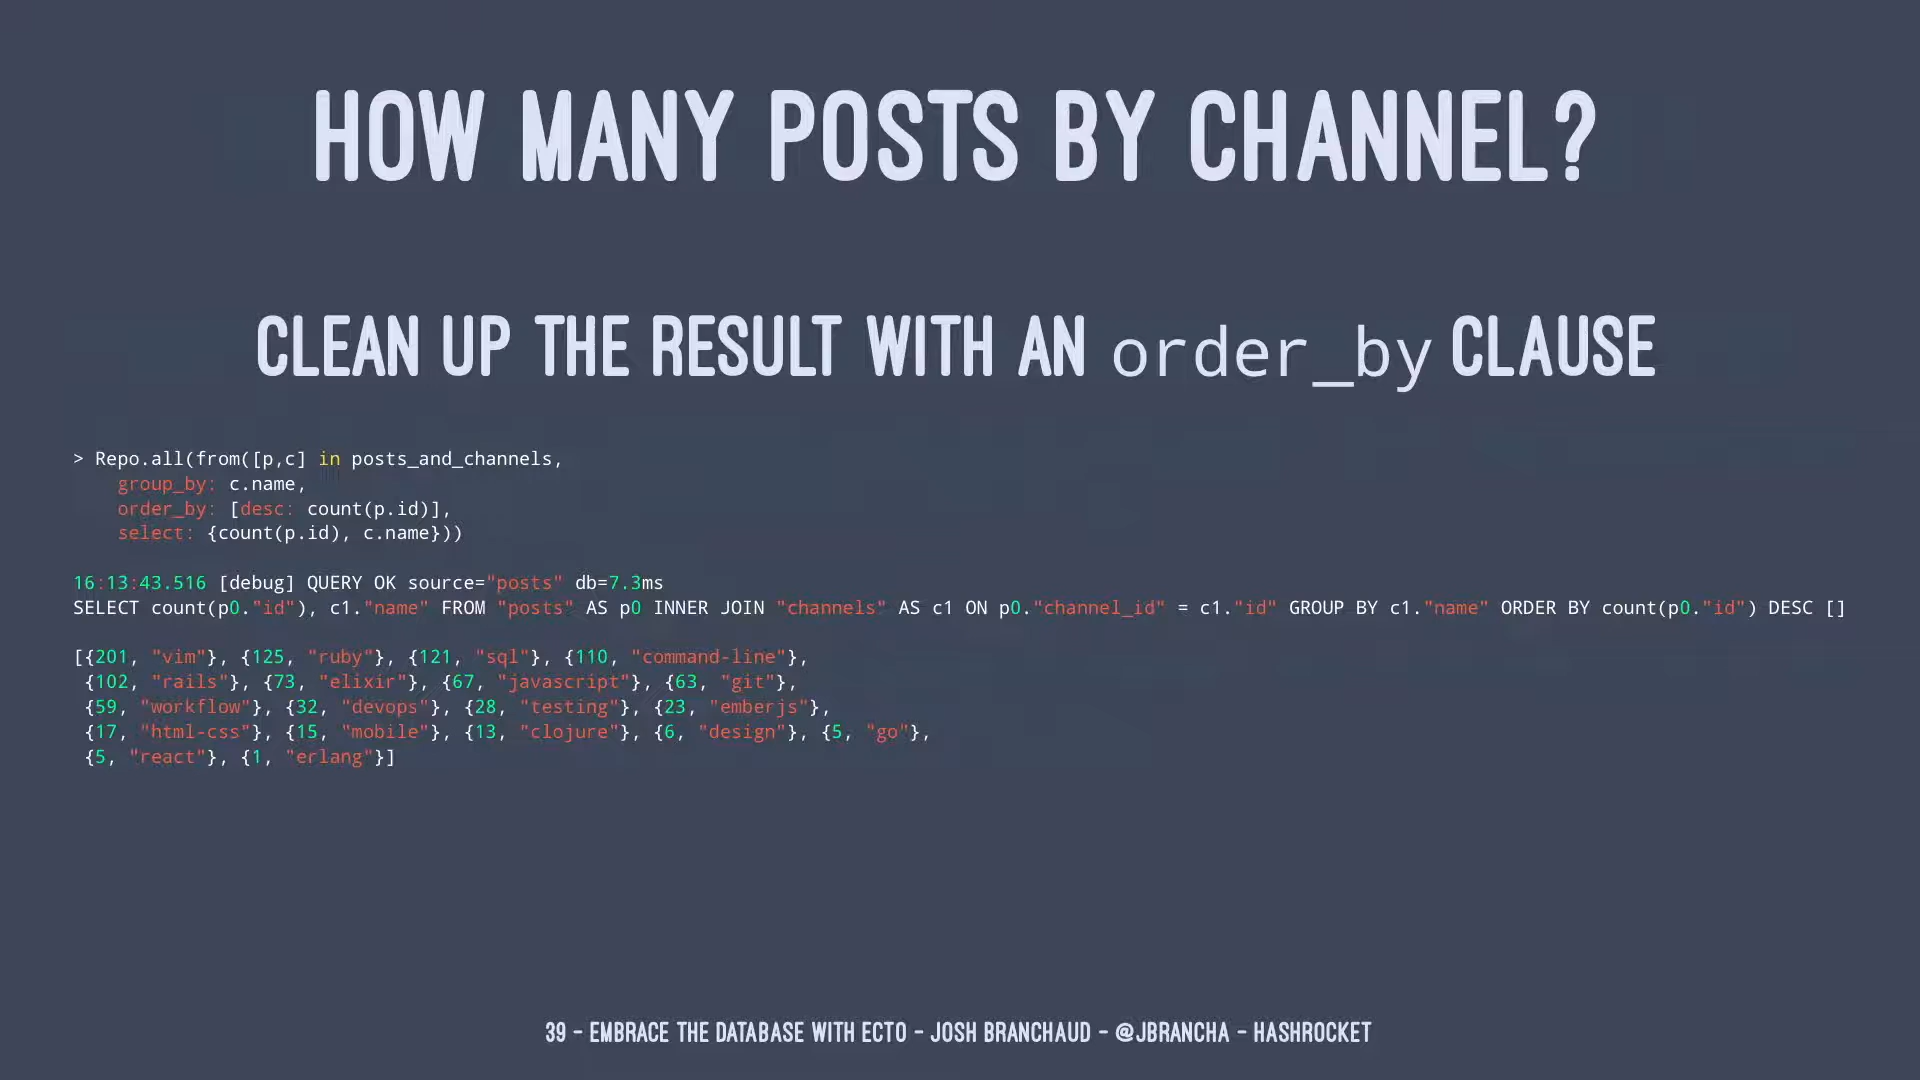 HOW MANY POSTS BY CHANNEL?
CLEAN UP THE RESULT WITH AN order_by CLAUSE
> Repo.all(from([p,c] in posts_and_channels,
    group_by: c.name,
    order_by: [desc: count(p.id)],
    select: {count(p.id), c.name}))
16:13:43.516 [debug] QUERY OK source="posts" db=7.3ms
SELECT count(p0."id"), c1."name" FROM "posts" AS p0 INNER JOIN "channels" AS c1 ON p0."channel_id" = c1."id" GROUP BY c1."name" ORDER BY count(p0."id") DESC []
[{201, "vim"}, {125, "ruby"}, {121, "sql"}, {110, "command-line"},
 {102, "rails"}, {73, "elixir"}, {67, "javascript"}, {63, "git"},
 {59, "workflow"}, {32, "devops"}, {28, "testing"}, {23, "emberjs"},
 {17, "html-css"}, {15, "mobile"}, {13, "clojure"}, {6, "design"}, {5, "go"},
 {5, "react"}, {1, "erlang"}]
39 - EMBRACE THE DATABASE WITH ECTO - JOSH BRANCHAUD - @JBRANCHA - HASHROCKET